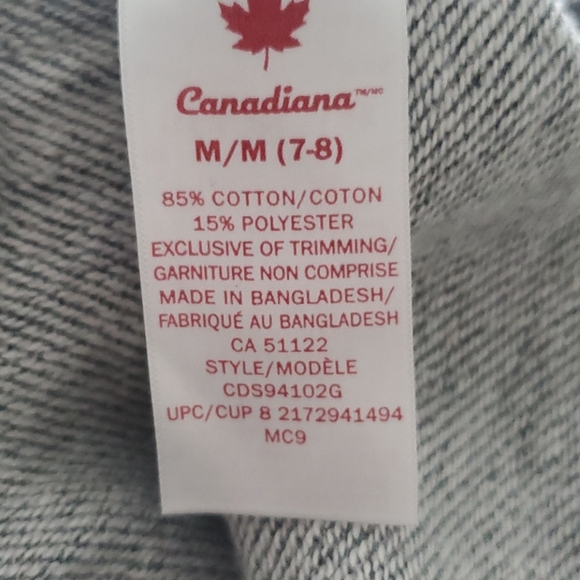 Canadiana™/MC
M/M (7-8)
85% COTTON/COTON
15% POLYESTER
EXCLUSIVE OF TRIMMING/
GARNITURE NON COMPRISE
MADE IN BANGLADESH/
FABRIQUÉ AU BANGLADESH
CA 51122
STYLE/MODÈLE
CDS94102G
UPC/CUP 8 2172941494
MC9